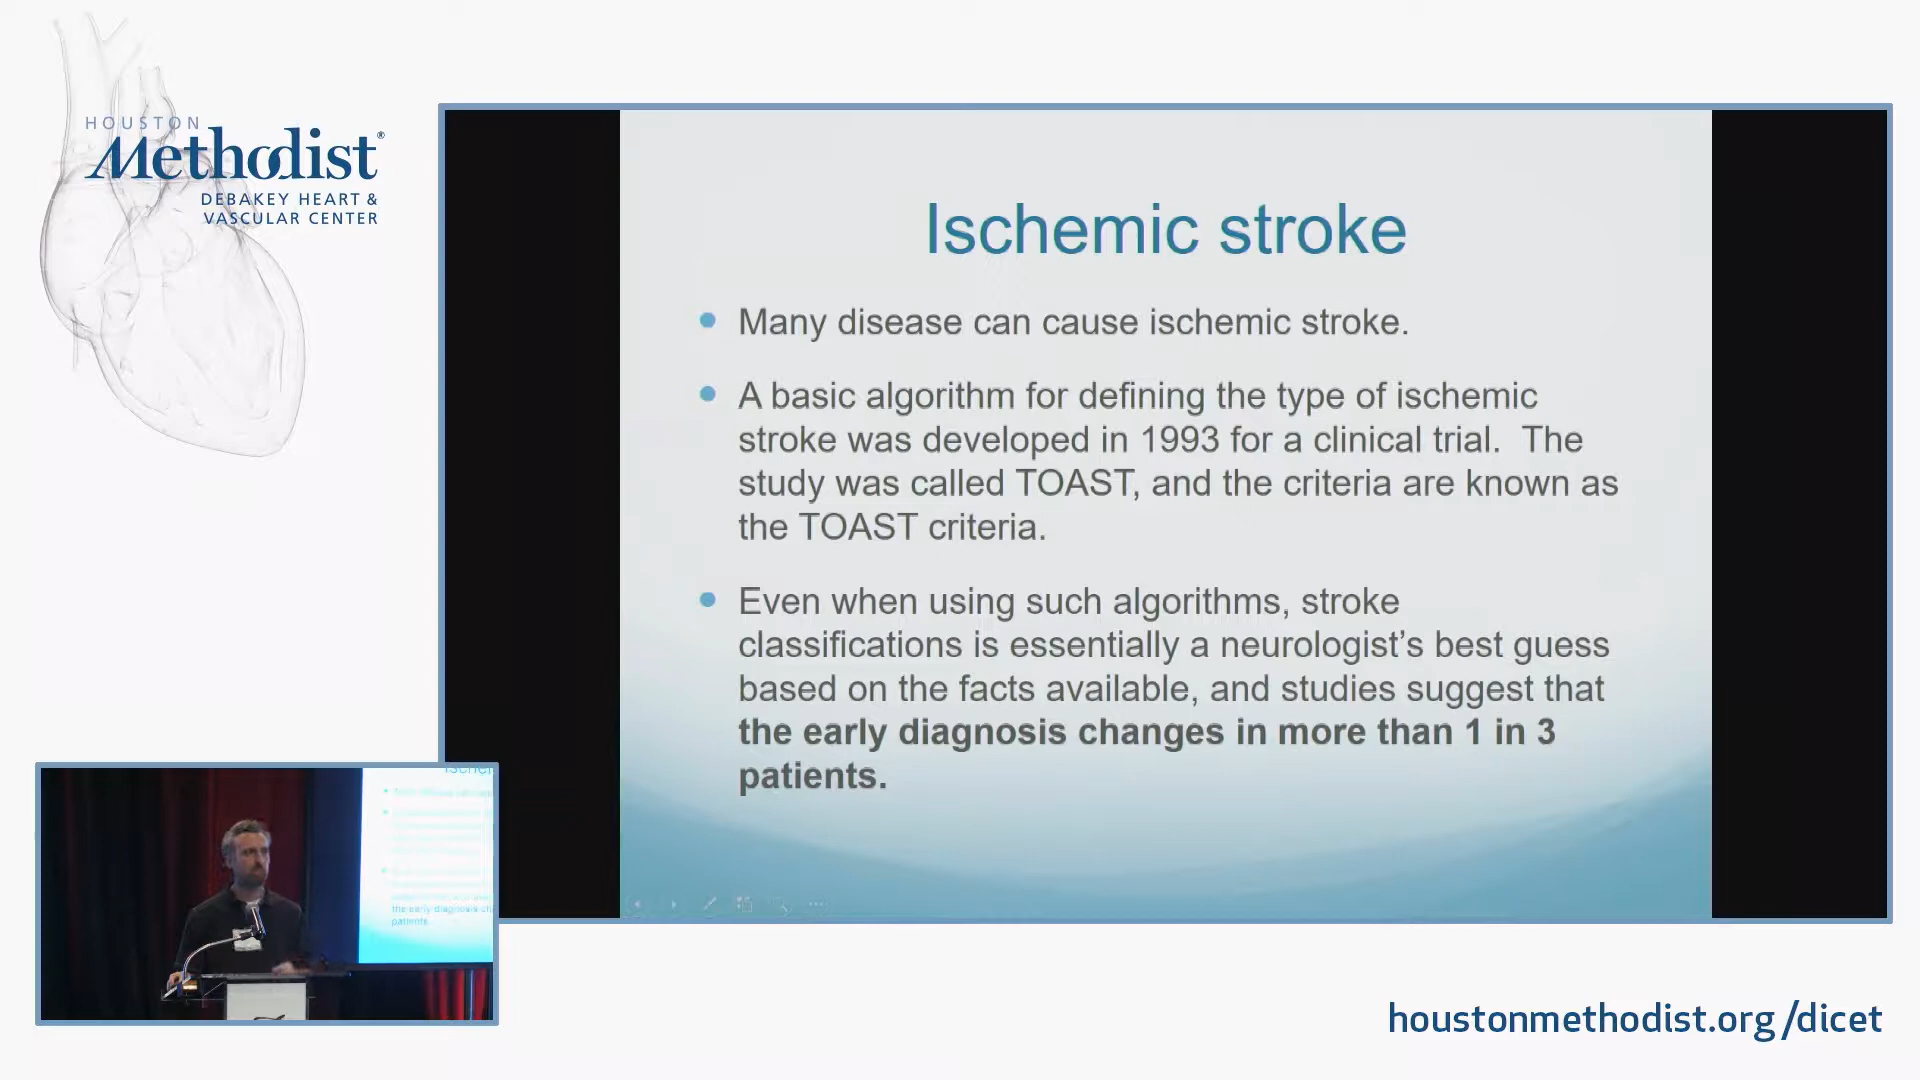 HOUSTON
Methodist®
DEBAKEY HEART &
VASCULAR CENTER
Ischemic stroke
• Many disease can cause ischemic stroke.
• A basic algorithm for defining the type of ischemic
stroke was developed in 1993 for a clinical trial. The
study was called TOAST, and the criteria are known as
the TOAST criteria.
• Even when using such algorithms, stroke
classifications is essentially a neurologist’s best guess
based on the facts available, and studies suggest that
the early diagnosis changes in more than 1 in 3
patients.
the early diagnosis
patients.
houstonmethodist.org/dicet